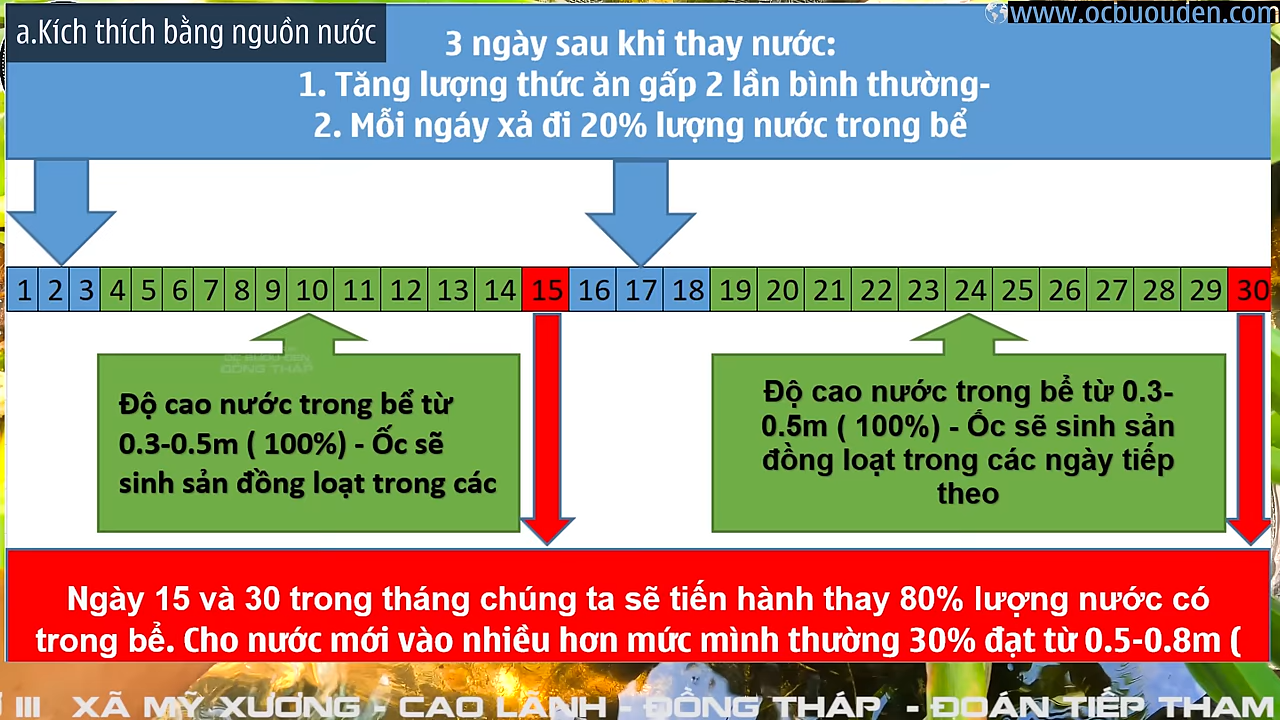 a.Kích thích bằng nguồn nước
www.ocbuouden.com
3 ngày sau khi thay nước:
1. Tăng lượng thức ăn gấp 2 lần bình thường-
2. Mỗi ngáy xả đi 20% lượng nước trong bể
1 2 3 4 5 6 7 8 9 10 11 12 13 14 15 16 17 18 19 20 21 22 23 24 25 26 27 28 29 30
ỐC BƯƠU ĐEN
ĐỒNG THÁP
Độ cao nước trong bể từ
0.3-0.5m ( 100%) - Ốc sẽ
sinh sản đồng loạt trong các
Độ cao nước trong bể từ 0.3-
0.5m ( 100%) - Ốc sẽ sinh sản
đồng loạt trong các ngày tiếp
theo
Ngày 15 và 30 trong tháng chúng ta sẽ tiến hành thay 80% lượng nước có
trong bể. Cho nước mới vào nhiều hơn mức mình thường 30% đạt từ 0.5-0.8m (
III XÃ MỸ XƯƠNG - CAO LÃNH - ĐỒNG THÁP - ĐOÁN TIẾP THAM